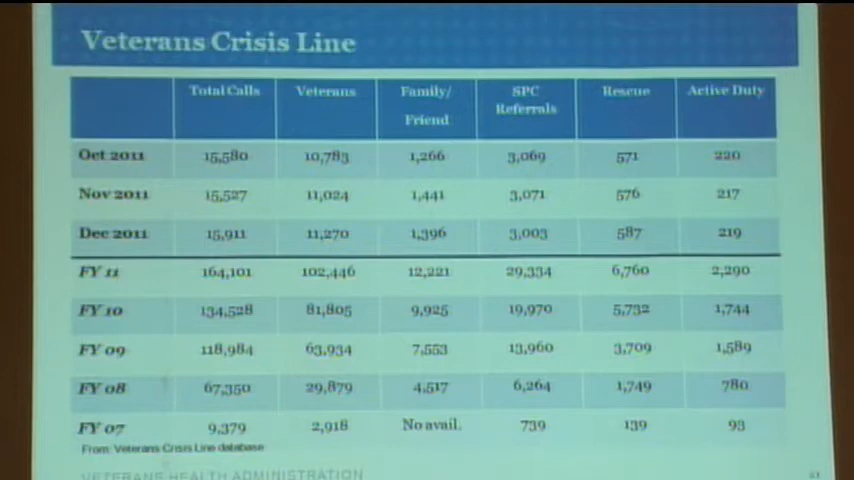 Veterans Crisis Line
Total Calls Veterans Family/ Friend SPC Referrals Rescue Active Duty
Oct 2011 15,580 10,783 1,266 3,069 571 220
Nov 2011 15,527 11,024 1,441 3,071 576 217
Dec 2011 15,911 11,270 1,396 3,003 587 219
FY 11 164,101 102,446 12,221 29,334 6,760 2,290
FY 10 134,528 81,805 9,925 19,970 5,732 1,744
FY 09 118,984 63,934 7,553 13,960 3,709 1,589
FY 08 67,350 29,879 4,517 6,264 1,749 780
FY 07 9,379 2,918 No avail. 739 139 93
From: Veterans Crisis Line database
VETERANS HEALTH ADMINISTRATION